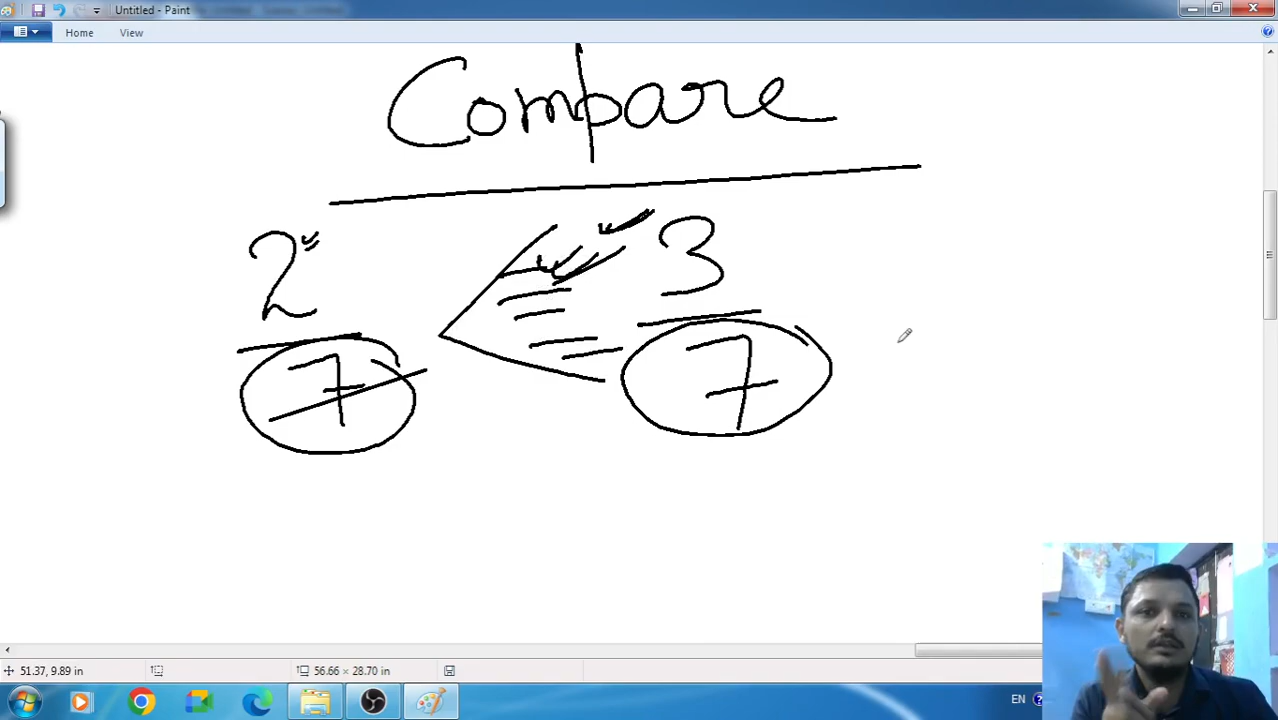 Untitled - Paint
Home View
Compare
2 < 3
7 7
51.37, 9.89 in 56.66 × 28.70 in
EN